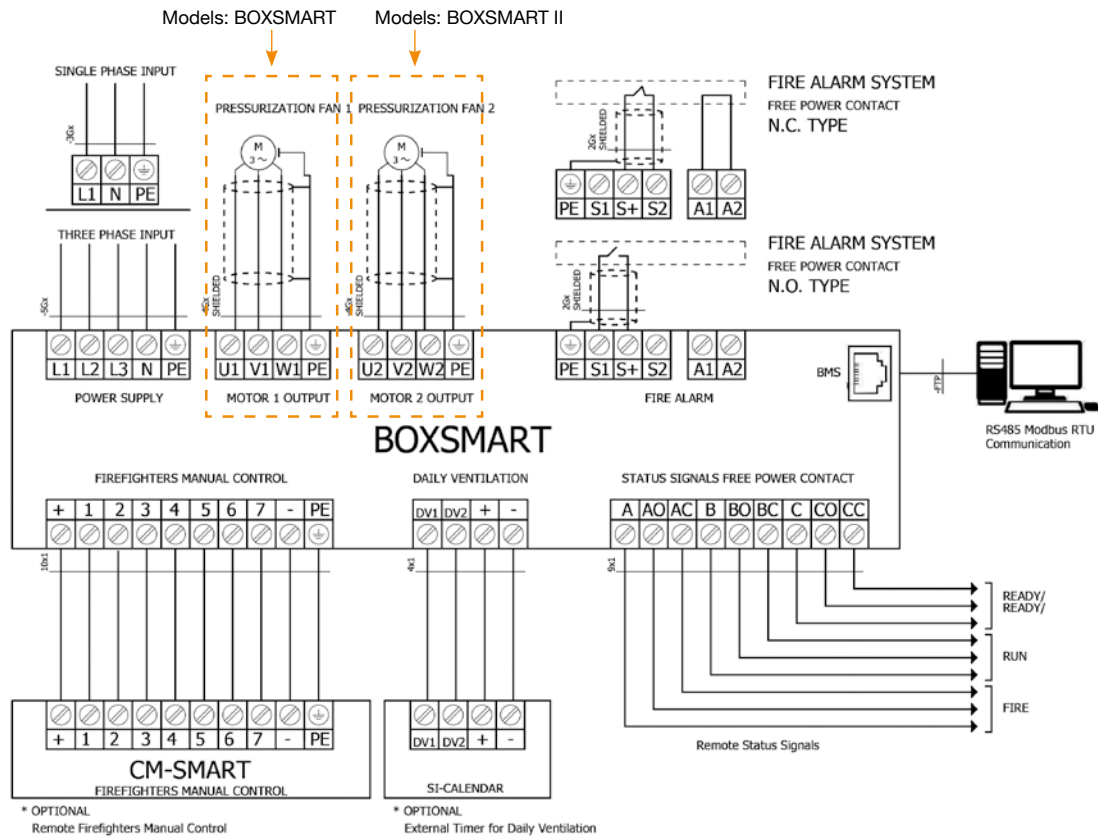 Models: BOXSMART
Models: BOXSMART II
SINGLE PHASE INPUT
-3Gx
L1 N PE
THREE PHASE INPUT
-5Gx
PRESSURIZATION FAN 1
M
3~
-4Gx
SHIELDED
PRESSURIZATION FAN 2
M
3~
-4Gx
SHIELDED
FIRE ALARM SYSTEM
FREE POWER CONTACT
N.C. TYPE
2Gx
SHIELDED
PE S1 S+ S2 A1 A2
FIRE ALARM SYSTEM
FREE POWER CONTACT
N.O. TYPE
2Gx
SHIELDED
L1 L2 L3 N PE
POWER SUPPLY
U1 V1 W1 PE
MOTOR 1 OUTPUT
U2 V2 W2 PE
MOTOR 2 OUTPUT
PE S1 S+ S2 A1 A2
FIRE ALARM
BMS
-FTP
RS485 Modbus RTU
Communication
BOXSMART
FIREFIGHTERS MANUAL CONTROL
+ 1 2 3 4 5 6 7 - PE
10x1
DAILY VENTILATION
DV1 DV2 + -
4x1
STATUS SIGNALS FREE POWER CONTACT
A AO AC B BO BC C CO CC
9x1
READY/
READY/
RUN
FIRE
Remote Status Signals
+ 1 2 3 4 5 6 7 - PE
CM-SMART
FIREFIGHTERS MANUAL CONTROL
* OPTIONAL
Remote Firefighters Manual Control
DV1 DV2 + -
SI-CALENDAR
* OPTIONAL
External Timer for Daily Ventilation